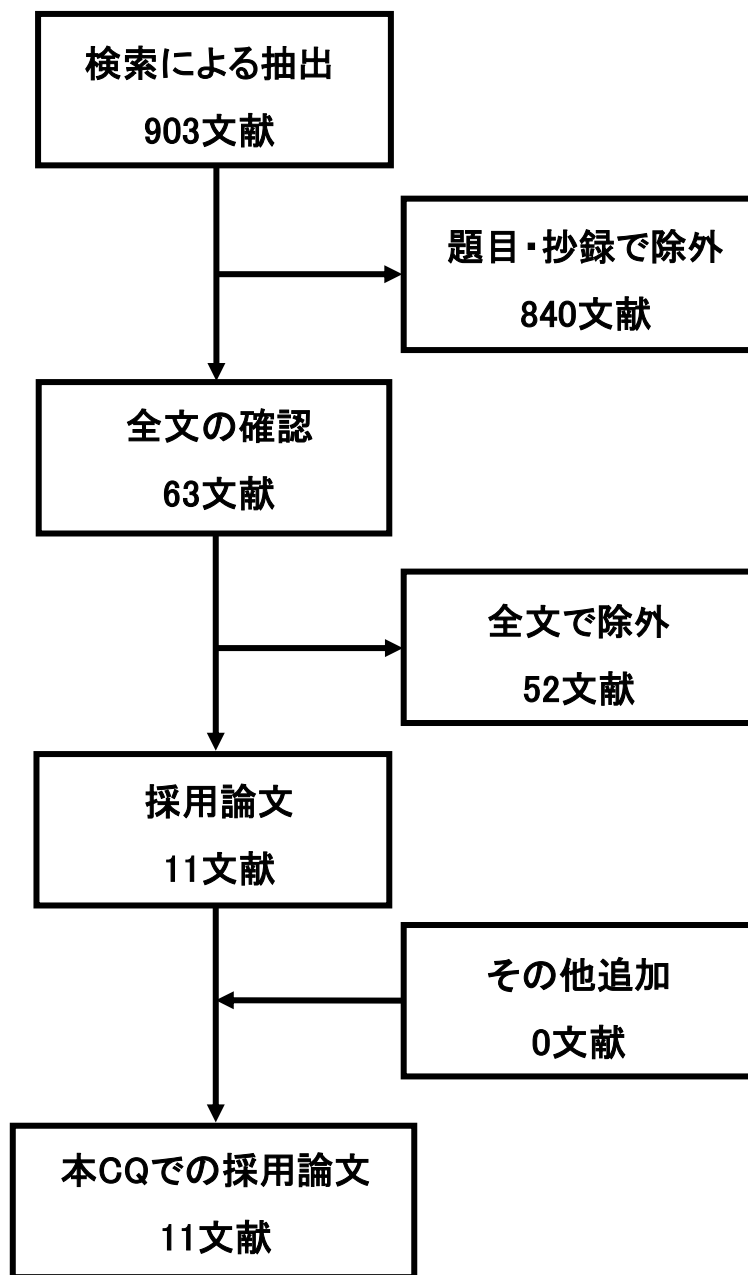 検索による抽出
903文献
題目・抄録で除外
840文献
全文の確認
63文献
全文で除外
52文献
採用論文
11文献
その他追加
0文献
本CQでの採用論文
11文献